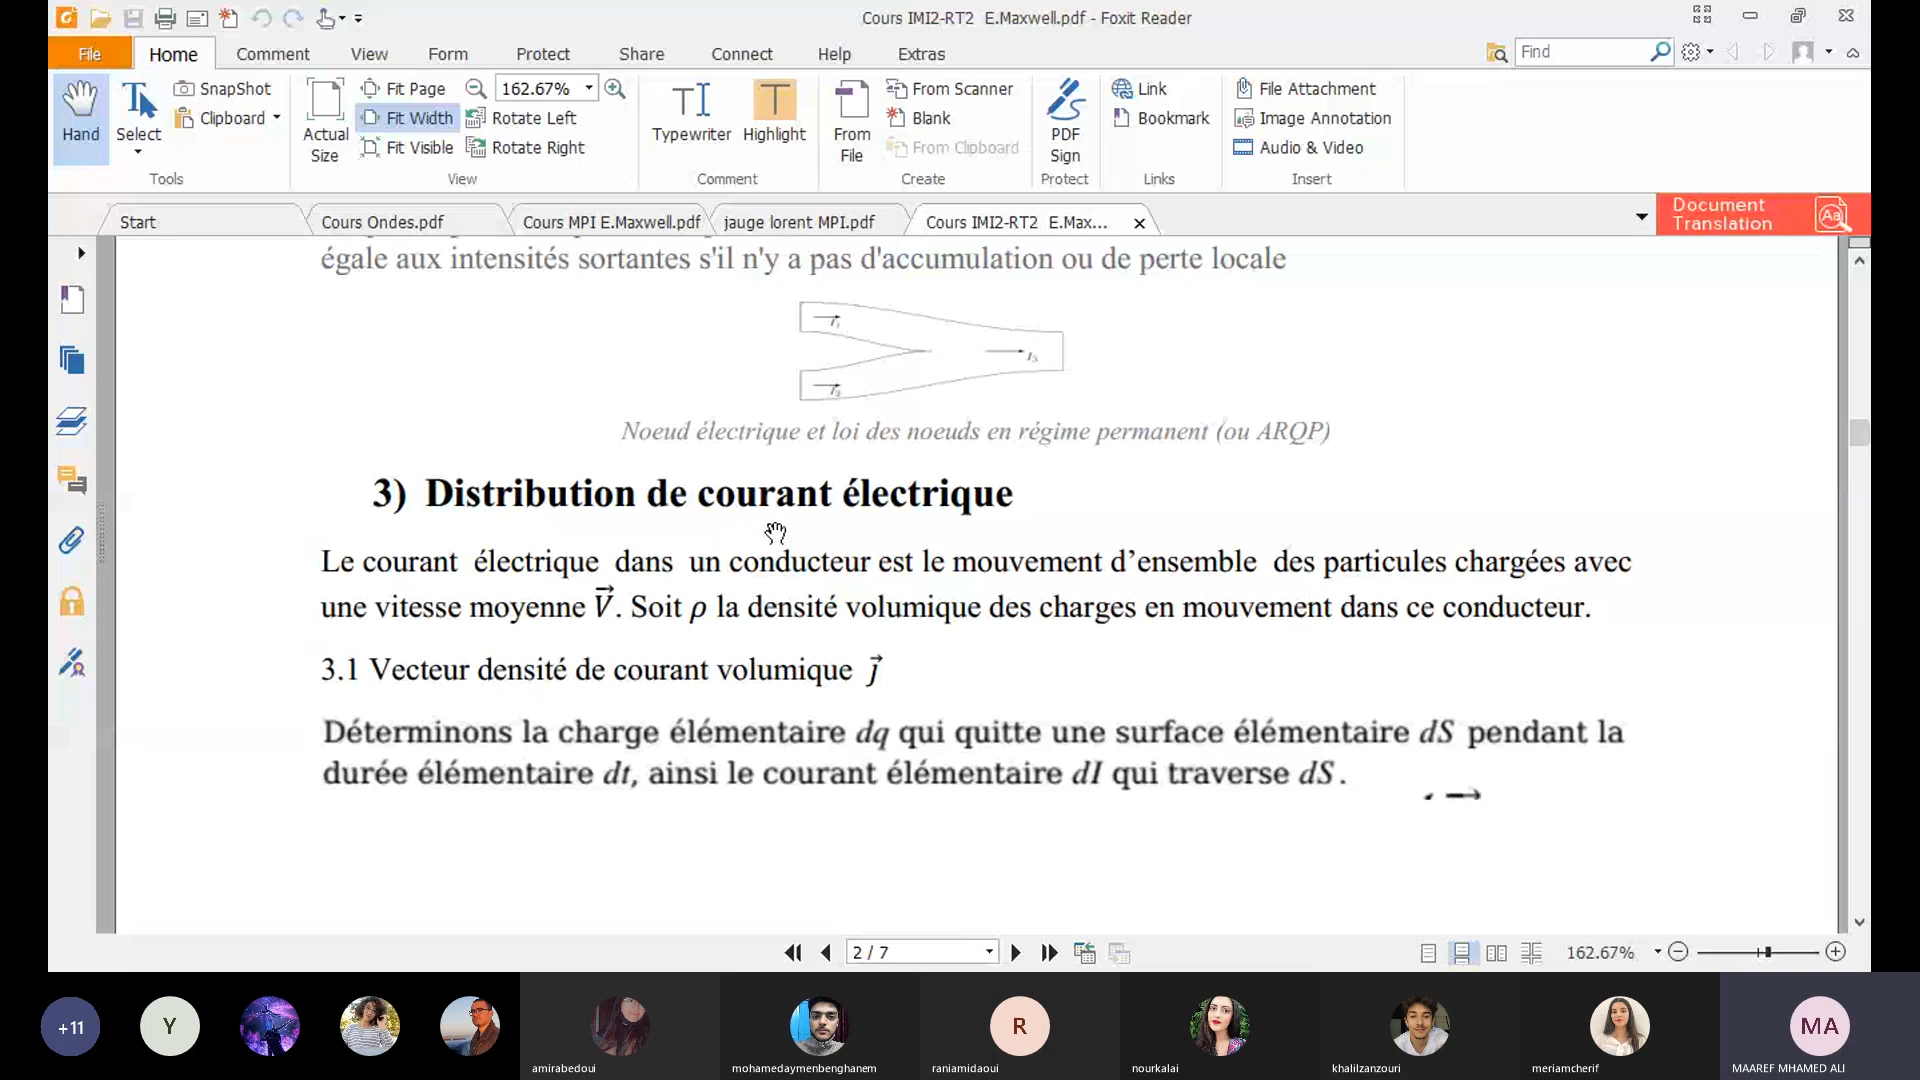 Cours IMI2-RT2 E.Maxwell.pdf - Foxit Reader
File Home Comment View Form Protect Share Connect Help Extras
Find
Hand
Select
SnapShot
Clipboard
Tools
Actual Size
Fit Page
Fit Width
Fit Visible
162.67%
Rotate Left
Rotate Right
View
Typewriter
Highlight
Comment
From File
From Scanner
Blank
From Clipboard
Create
PDF Sign
Protect
Link
Bookmark
Links
File Attachment
Image Annotation
Audio & Video
Insert
Start
Cours Ondes.pdf
Cours MPI E.Maxwell.pdf
jauge lorent MPI.pdf
Cours IMI2-RT2 E.Max...
Document
Translation
Aa
égale aux intensités sortantes s'il n'y a pas d'accumulation ou de perte locale
Noeud électrique et loi des noeuds en régime permanent (ou ARQP)
3) Distribution de courant électrique
Le courant électrique dans un conducteur est le mouvement d’ensemble des particules chargées avec
une vitesse moyenne V⃗. Soit ρ la densité volumique des charges en mouvement dans ce conducteur.
3.1 Vecteur densité de courant volumique ȷ⃗
Déterminons la charge élémentaire dq qui quitte une surface élémentaire dS pendant la
durée élémentaire dt, ainsi le courant élémentaire dI qui traverse dS.
2 / 7
162.67%
+11
Y
R
MA
amirabedoui
mohamedaymenbenghanem
raniamidaoui
nourkalai
khalilzanzouri
meriamcherif
MAAREF MHAMED ALI